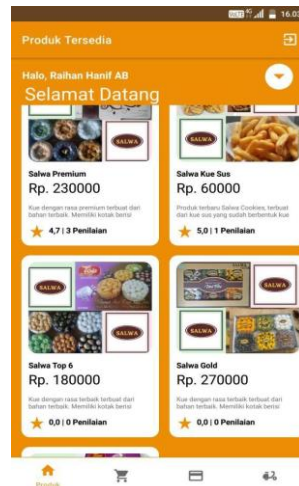 16.03
Produk Tersedia
Halo, Raihan Hanif AB
Selamat Datang
SALWA
SALWA
Salwa Premium
Rp. 230000
Kue dengan rasa premium terbuat dari
bahan terbaik. Memiliki kotak berisi
4,7 | 3 Penilaian
Salwa Kue Sus
Rp. 60000
Produk terbaru Salwa Cookies, terbuat
dari kue sus yang sudah berbentuk kue
5,0 | 1 Penilaian
SALWA
SALWA
SALWA
SALWA
Salwa Top 6
Rp. 180000
Kue dengan rasa terbaik terbuat dari
bahan terbaik. Memiliki kotak berisi
0,0 | 0 Penilaian
Salwa Gold
Rp. 270000
Kue dengan rasa terbaik terbuat dari
bahan terbaik. Memiliki kotak berisi
0,0 | 0 Penilaian
Produk